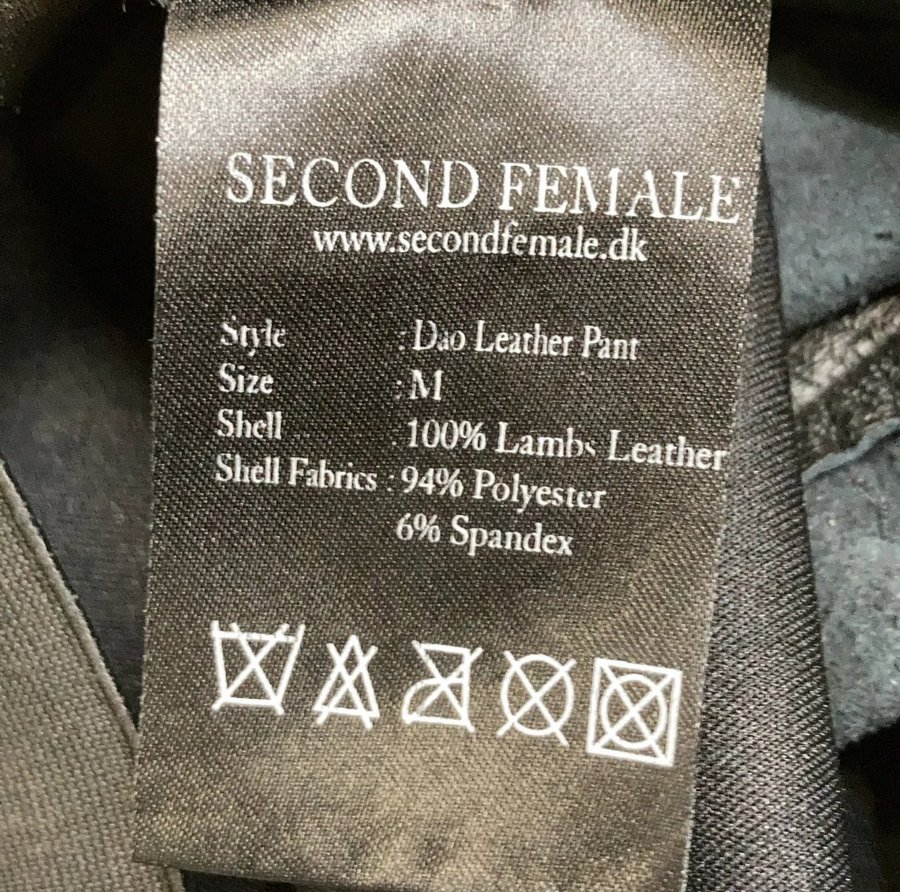 SECOND FEMALE
www.secondfemale.dk
Style : Dao Leather Pant
Size : M
Shell : 100% Lambs Leather
Shell Fabrics : 94% Polyester
6% Spandex